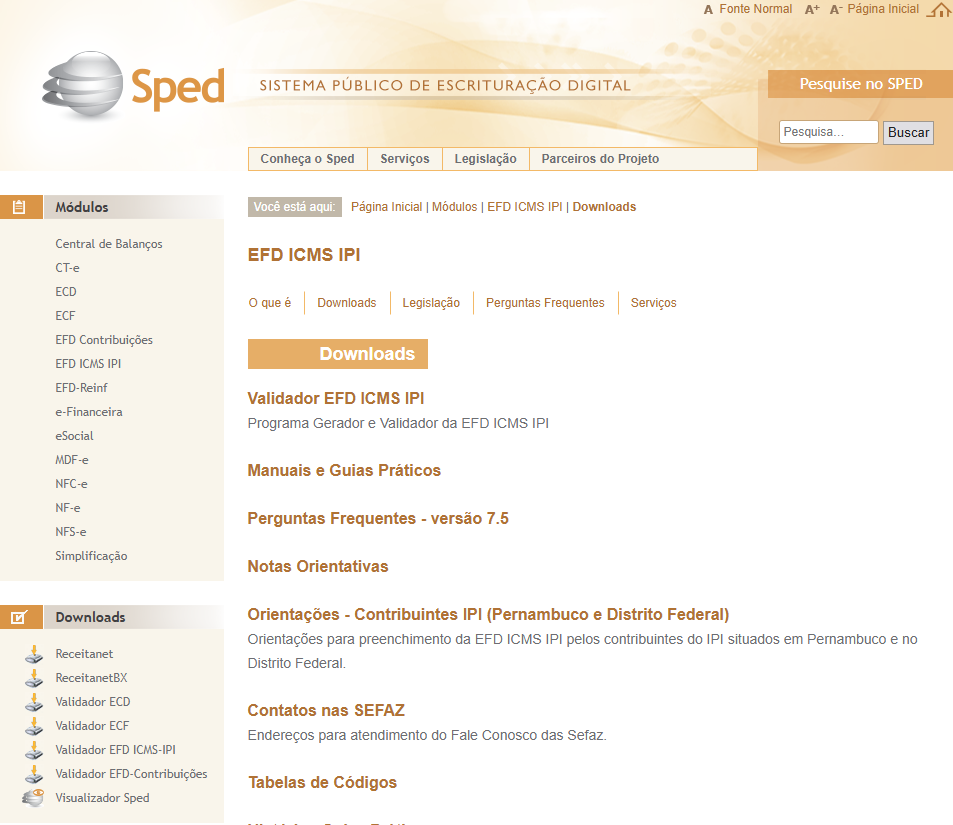 A Fonte Normal A+ A- Página Inicial
Sped
SISTEMA PÚBLICO DE ESCRITURAÇÃO DIGITAL
Pesquise no SPED
Pesquisa...
Buscar
Conheça o Sped
Serviços
Legislação
Parceiros do Projeto
Módulos
Central de Balanços
CT-e
ECD
ECF
EFD Contribuições
EFD ICMS IPI
EFD-Reinf
e-Financeira
eSocial
MDF-e
NFC-e
NF-e
NFS-e
Simplificação
Downloads
Receitanet
ReceitanetBX
Validador ECD
Validador ECF
Validador EFD ICMS-IPI
Validador EFD-Contribuições
Visualizador Sped
Você está aqui: Página Inicial | Módulos | EFD ICMS IPI | Downloads
EFD ICMS IPI
O que é
Downloads
Legislação
Perguntas Frequentes
Serviços
Downloads
Validador EFD ICMS IPI
Programa Gerador e Validador da EFD ICMS IPI
Manuais e Guias Práticos
Perguntas Frequentes - versão 7.5
Notas Orientativas
Orientações - Contribuintes IPI (Pernambuco e Distrito Federal)
Orientações para preenchimento da EFD ICMS IPI pelos contribuintes do IPI situados em Pernambuco e no
Distrito Federal.
Contatos nas SEFAZ
Endereços para atendimento do Fale Conosco das Sefaz.
Tabelas de Códigos